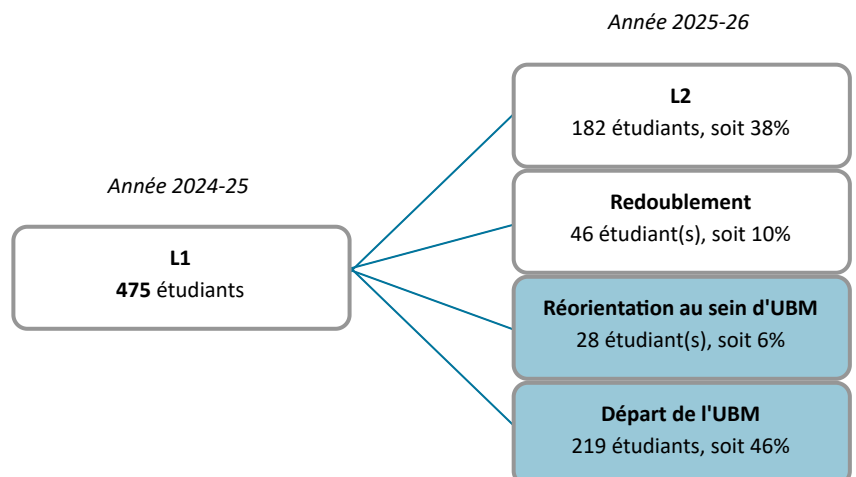 Année 2025-26
L2
182 étudiants, soit 38%
Année 2024-25
Redoublement
46 étudiant(s), soit 10%
L1
475 étudiants
Réorientation au sein d'UBM
28 étudiant(s), soit 6%
Départ de l'UBM
219 étudiants, soit 46%